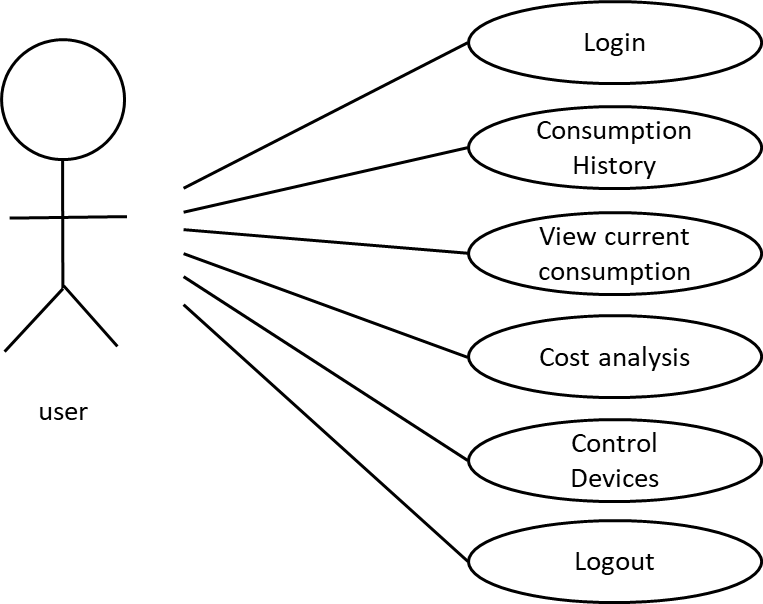 Login
Consumption
History
View current
consumption
Cost analysis
user
Control
Devices
Logout